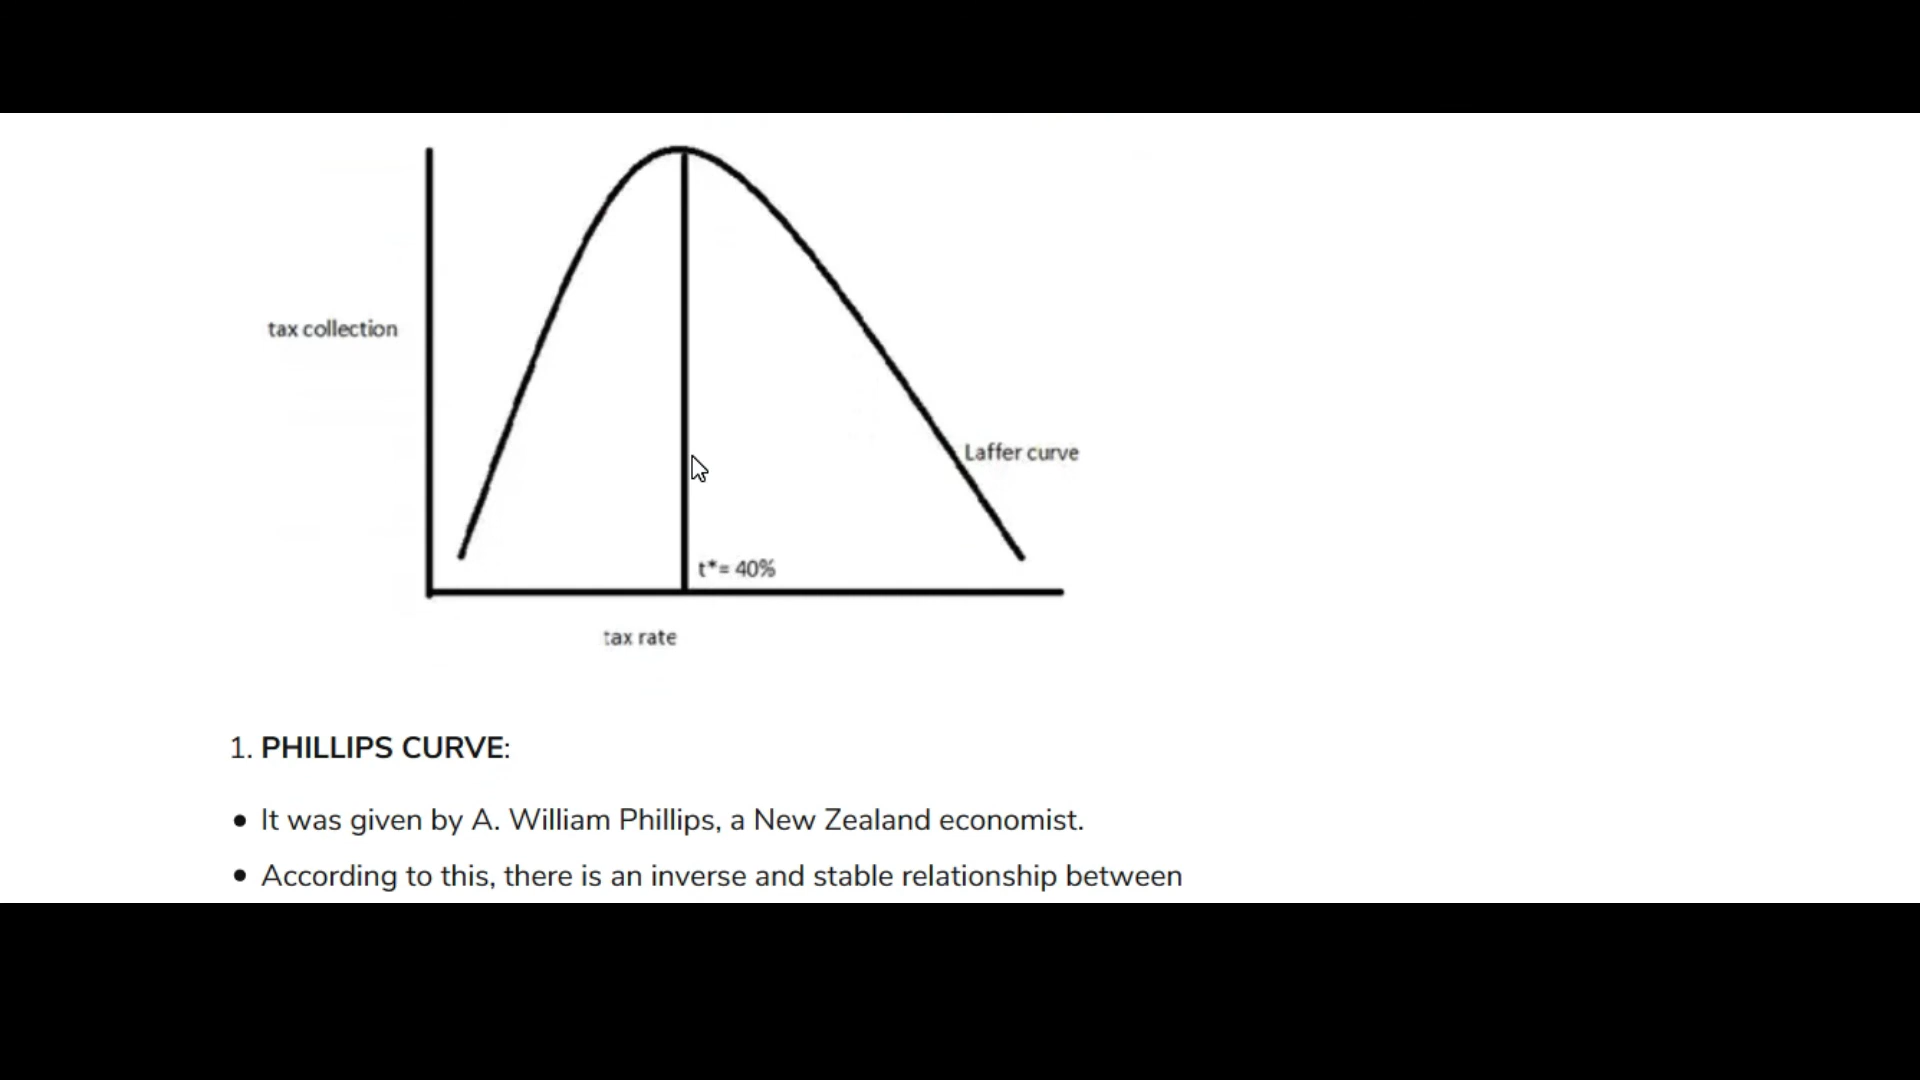 tax collection
Laffer curve
t*= 40%
tax rate
1. PHILLIPS CURVE:
• It was given by A. William Phillips, a New Zealand economist.
• According to this, there is an inverse and stable relationship between